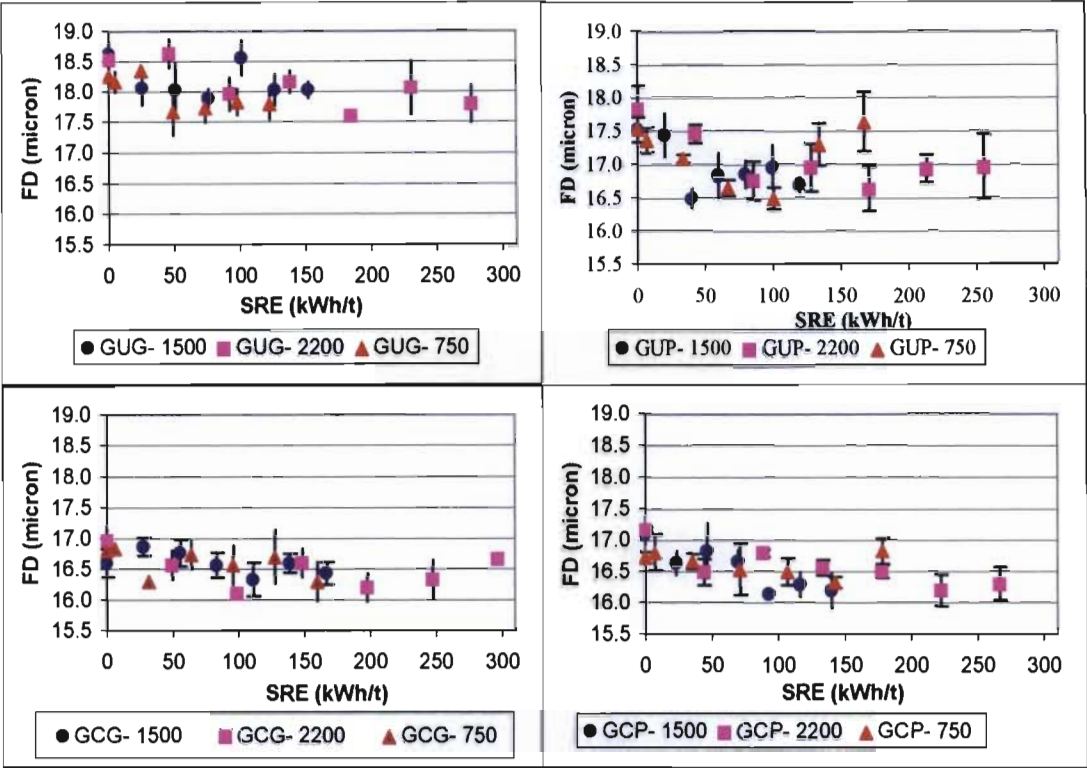 19.0
18.5
18.0
17.5
17.0
16.5
16.0
15.5
FD (micron)
0 50 100 150 200 250 300
SRE (kWh/t)
GUG- 1500 GUG- 2200 GUG- 750
19.0
18.5
18.0
17.5
17.0
16.5
16.0
15.5
FD (micron)
0 50 100 150 200 250 300
SRE (kWh/t)
GUP- 1500 GUP- 2200 GUP- 750
19.0
18.5
18.0
17.5
17.0
16.5
16.0
15.5
FD (micron)
0 50 100 150 200 250 300
SRE (kWh/t)
GCG- 1500 GCG- 2200 GCG- 750
19.0
18.5
18.0
17.5
17.0
16.5
16.0
15.5
FD (micron)
0 50 100 150 200 250 300
SRE (kWh/t)
GCP- 1500 GCP- 2200 GCP- 750